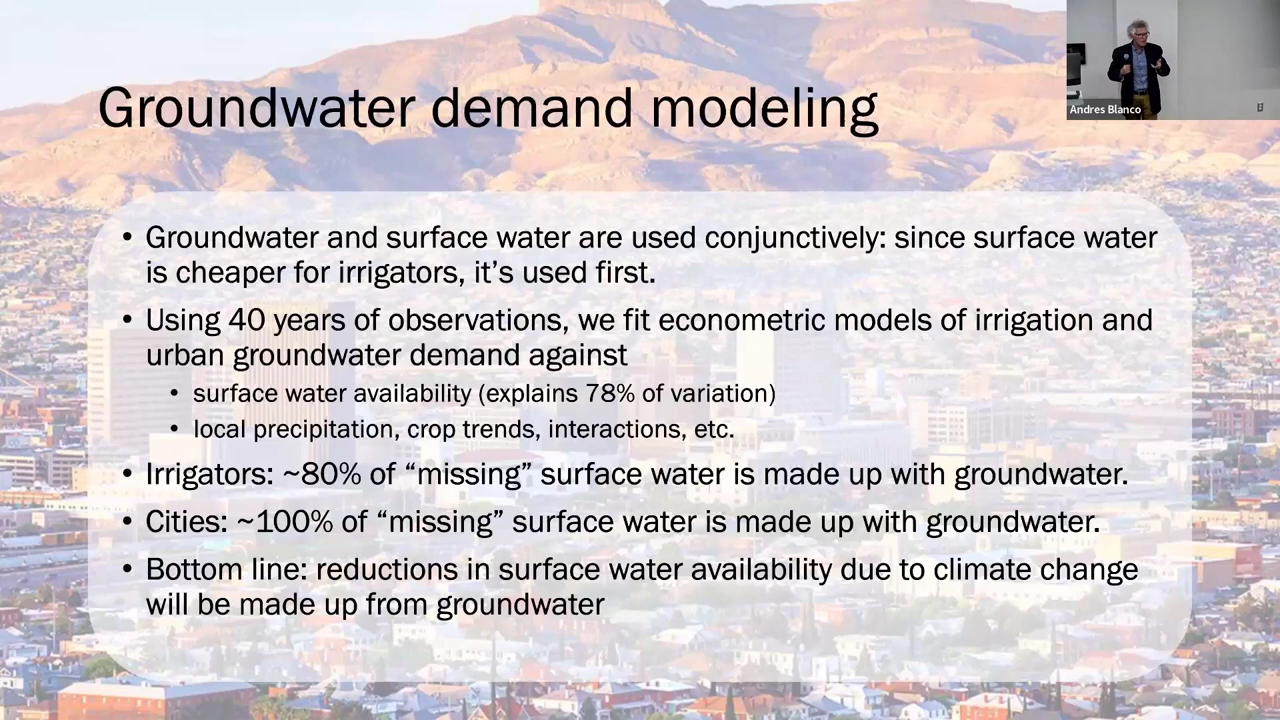 Andres Blanco
Groundwater demand modeling
• Groundwater and surface water are used conjunctively: since surface water
is cheaper for irrigators, it’s used first.
• Using 40 years of observations, we fit econometric models of irrigation and
urban groundwater demand against
• surface water availability (explains 78% of variation)
• local precipitation, crop trends, interactions, etc.
• Irrigators: ~80% of “missing” surface water is made up with groundwater.
• Cities: ~100% of “missing” surface water is made up with groundwater.
• Bottom line: reductions in surface water availability due to climate change
will be made up from groundwater